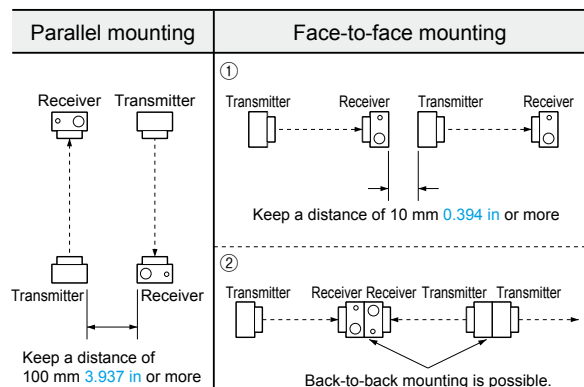 Parallel mounting
Receiver Transmitter
Transmitter Receiver
Keep a distance of
100 mm 3.937 in or more
Face-to-face mounting
①
Transmitter Receiver Transmitter Receiver
Keep a distance of 10 mm 0.394 in or more
②
Transmitter Receiver Receiver Transmitter Transmitter
Back-to-back mounting is possible.